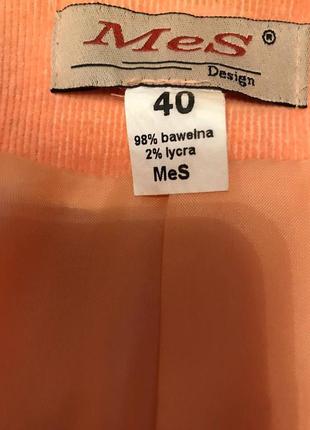 MeS ®
Design
40
98% bawełna
2% lycra
MeS